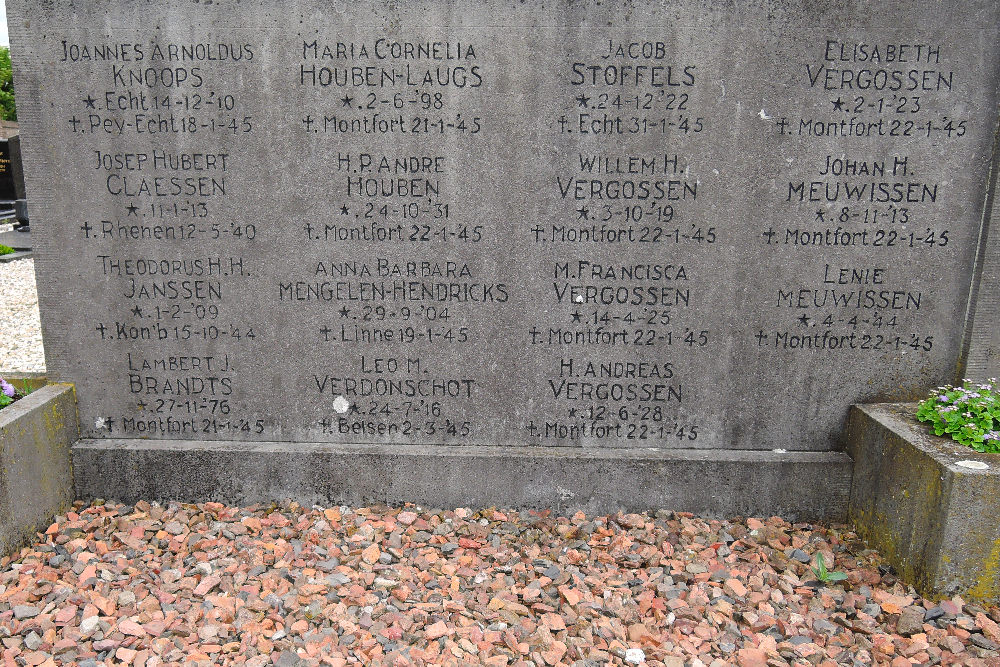 JOANNES ARNOLDUS
KNOOPS
★.ECHT 14-12-'10
✝.PEY-ECHT 18-1-'45
JOSEP HUBERT
CLAESSEN
★.11-1-'13
✝.RHENEN 12-5-'40
THEODORUS H.H.
JANSSEN
★.1-2-'09
✝.KON'B 15-10-'44
LAMBERT J.
BRANDTS
★.27-11-'76
✝.MONTFORT 21-1-'45
MARIA CORNELIA
HOUBEN-LAUGS
★.2-6-'98
✝.MONTFORT 21-1-'45
H.P. ANDRE
HOUBEN
★.24-10-'31
✝.MONTFORT 22-1-'45
ANNA BARBARA
MENGELEN-HENDRICKS
★.29-9-'04
✝.LINNE 19-1-'45
LEO M.
VERDONSCHOT
★.24-7-'16
✝.BELSEN 2-3-'45
JACOB
STOFFELS
★.24-12-'22
✝.ECHT 31-1-'45
WILLEM H.
VERGOSSEN
★.3-10-'19
✝.MONTFORT 22-1-'45
M. FRANCISCA
VERGOSSEN
★.14-4-'25
✝.MONTFORT 22-1-'45
H. ANDREAS
VERGOSSEN
★.12-6-'28
✝.MONTFORT 22-1-'45
ELISABETH
VERGOSSEN
★.2-1-'23
✝.MONTFORT 22-1-'45
JOHAN H.
MEUWISSEN
★.8-11-'13
✝.MONTFORT 22-1-'45
LENIE
MEUWISSEN
★.4-4-'44
✝.MONTFORT 22-1-'45